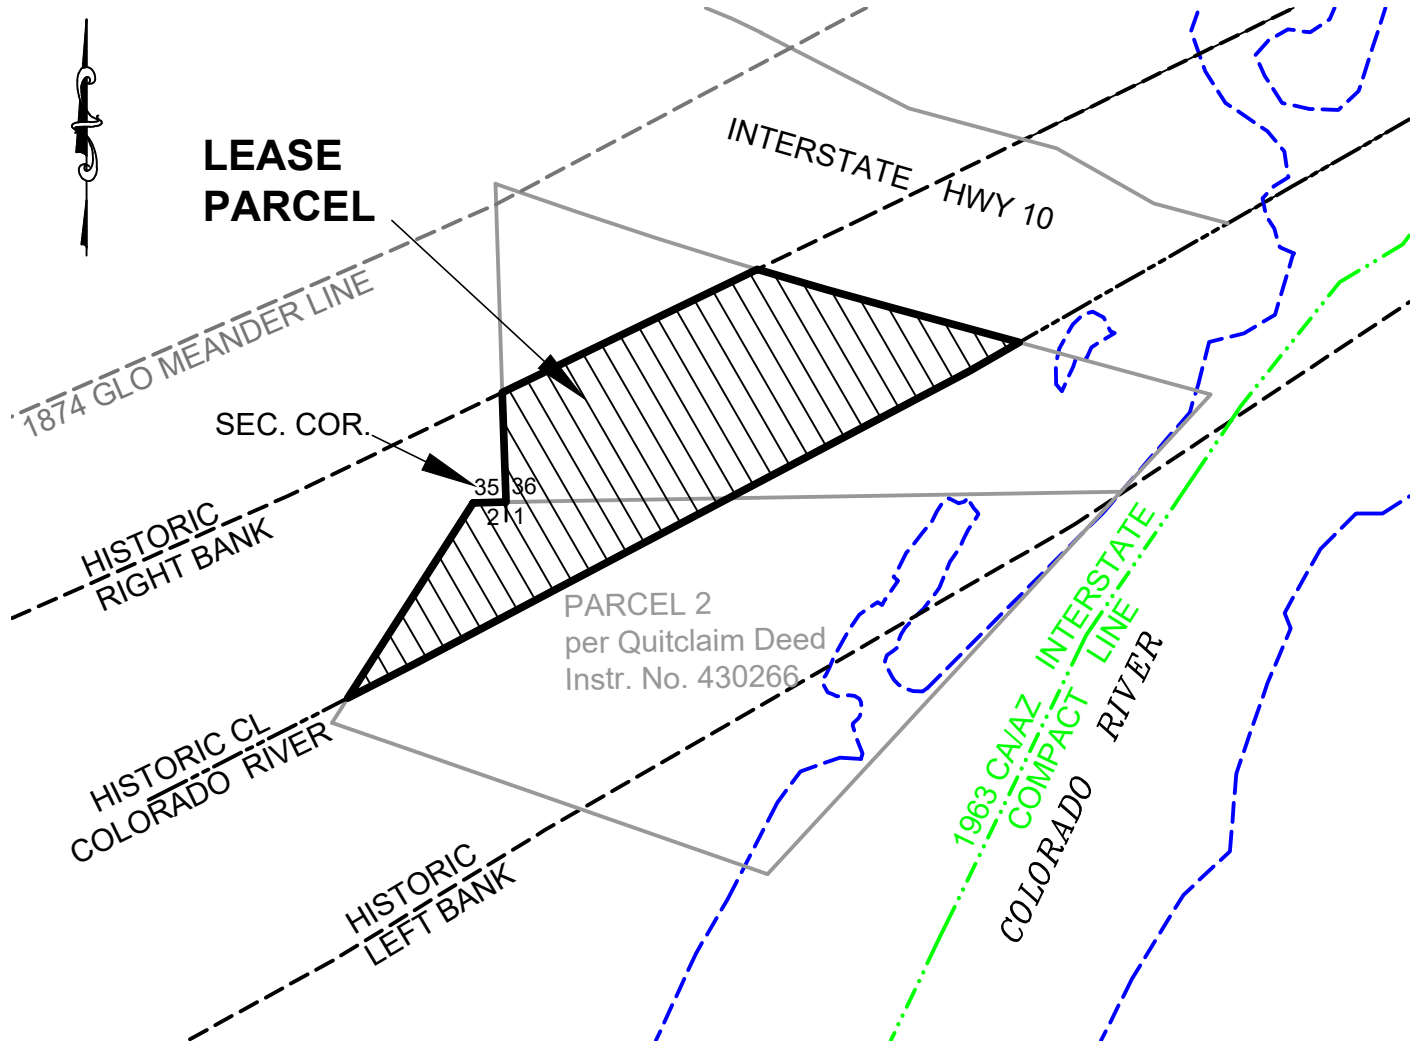 LEASE
PARCEL
INTERSTATE HWY 10
1874 GLO MEANDER LINE
SEC. COR.
35 36
2 1
HISTORIC
RIGHT BANK
PARCEL 2
per Quitclaim Deed
Instr. No. 430266
HISTORIC CL
COLORADO RIVER
HISTORIC
LEFT BANK
1963 CA/AZ INTERSTATE
COMPACT LINE
COLORADO RIVER